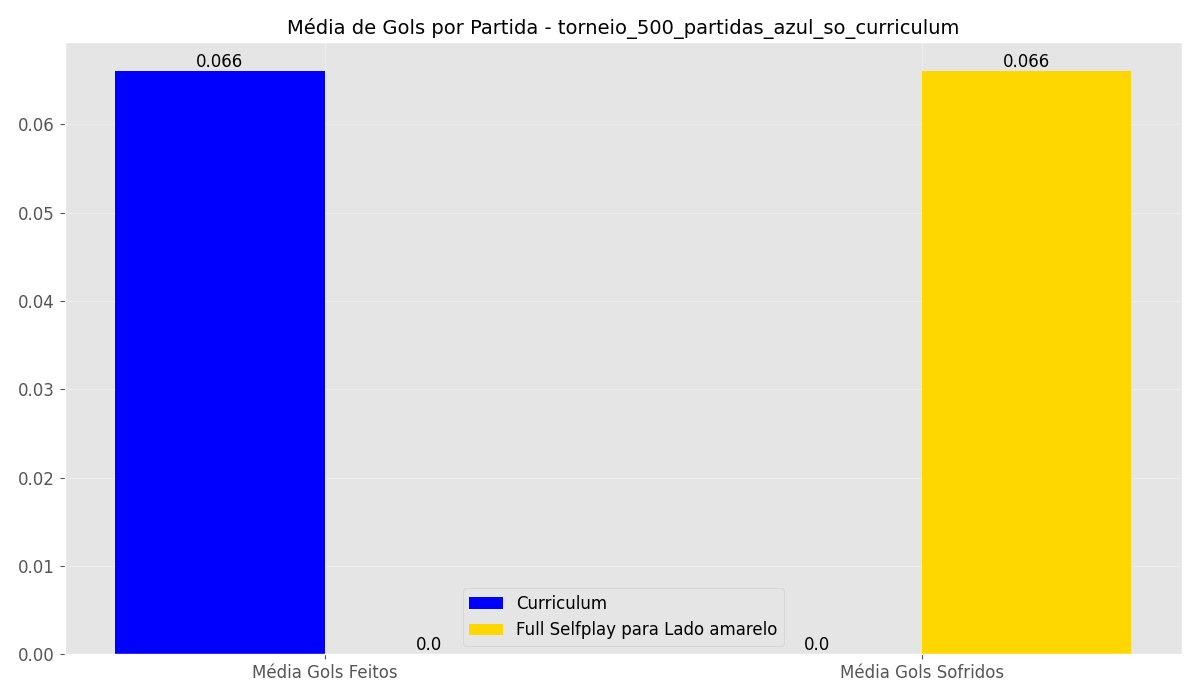 Média de Gols por Partida - torneio_500_partidas_azul_so_curriculum
0.066
0.066
0.06
0.05
0.04
0.03
0.02
0.01
0.00
Curriculum
Full Selfplay para Lado amarelo
0.0
0.0
Média Gols Feitos
Média Gols Sofridos